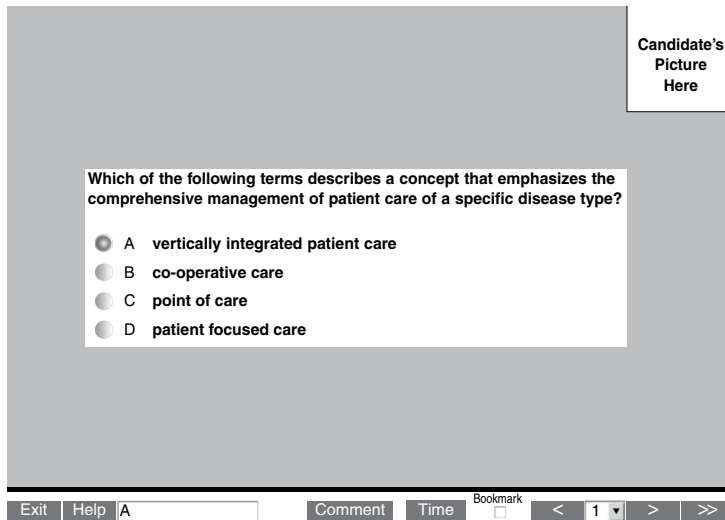 Candidate's
Picture
Here
Which of the following terms describes a concept that emphasizes the
comprehensive management of patient care of a specific disease type?
A vertically integrated patient care
B co-operative care
C point of care
D patient focused care
Exit Help A Comment Time Bookmark < 1 > >>